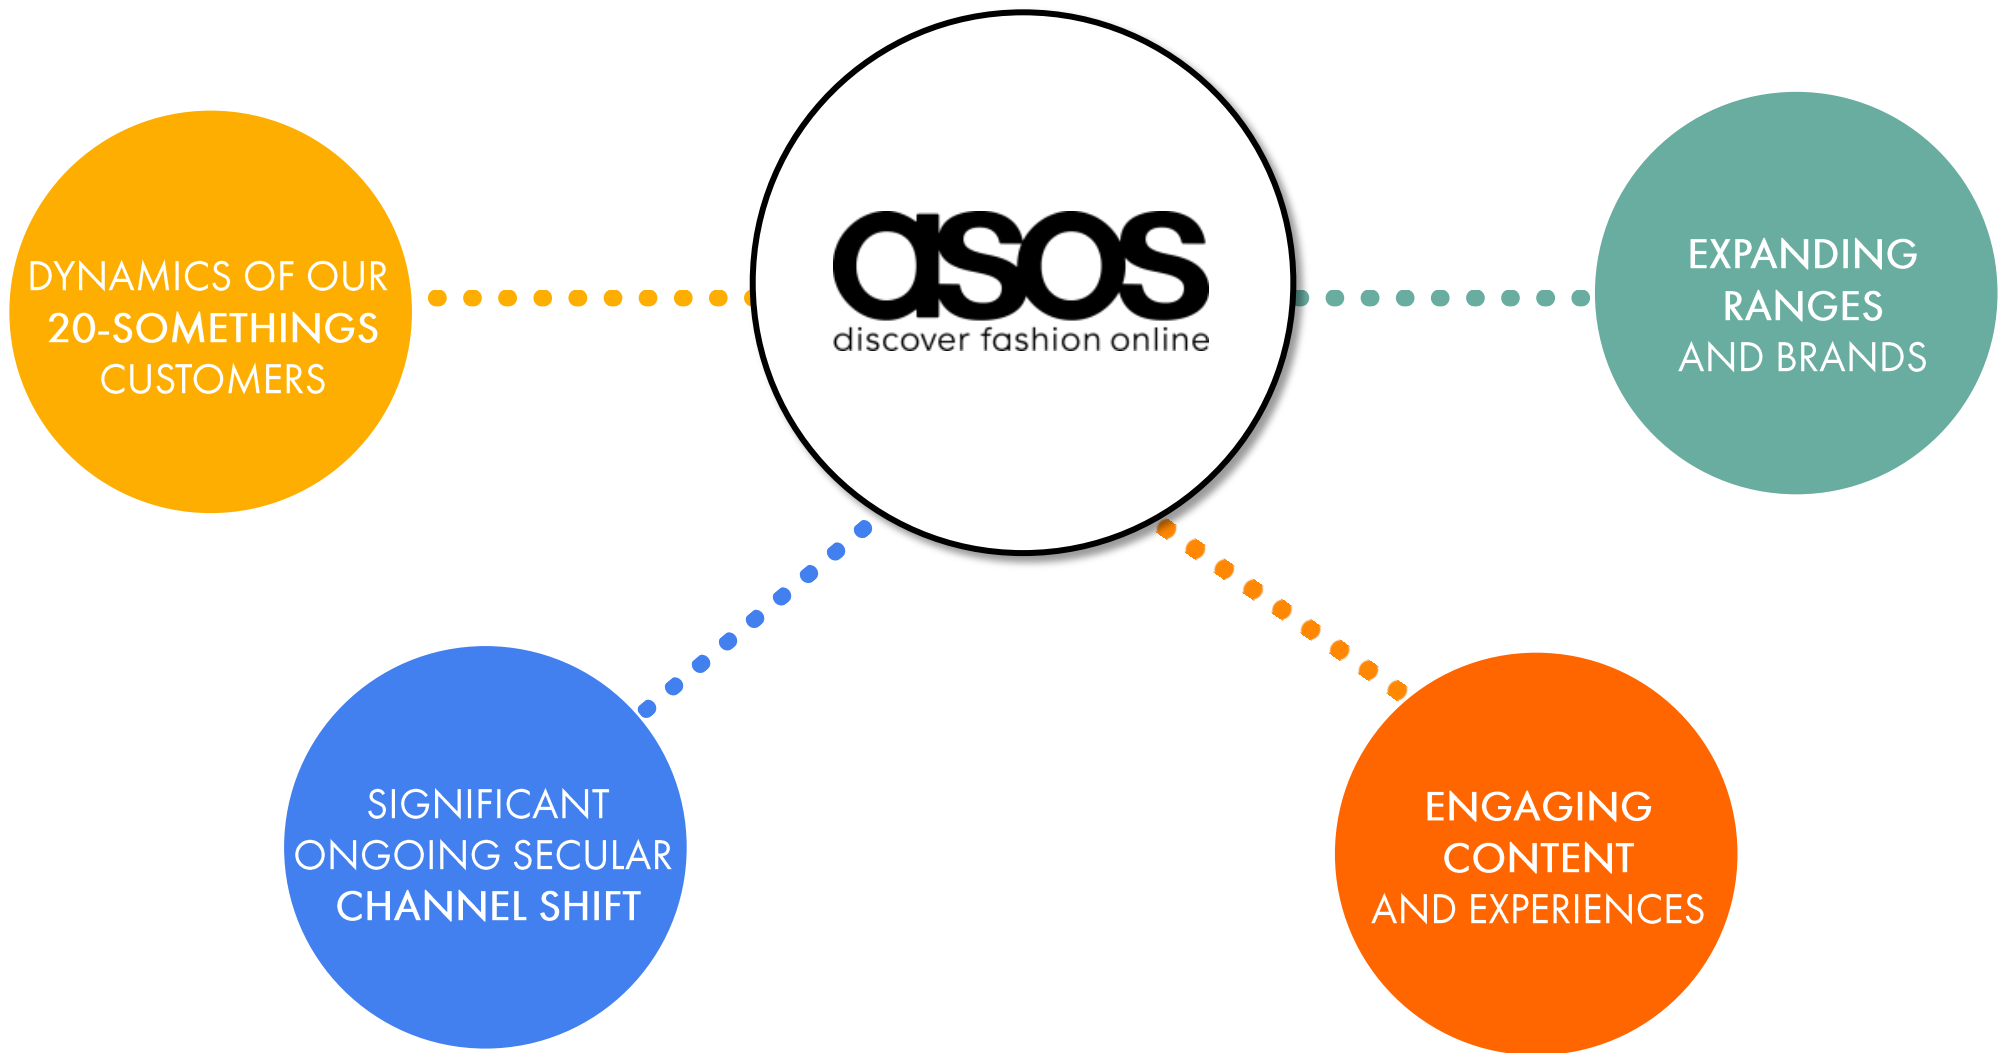 asos
discover fashion online
DYNAMICS OF OUR
20-SOMETHINGS
CUSTOMERS
EXPANDING
RANGES
AND BRANDS
SIGNIFICANT
ONGOING SECULAR
CHANNEL SHIFT
ENGAGING
CONTENT
AND EXPERIENCES